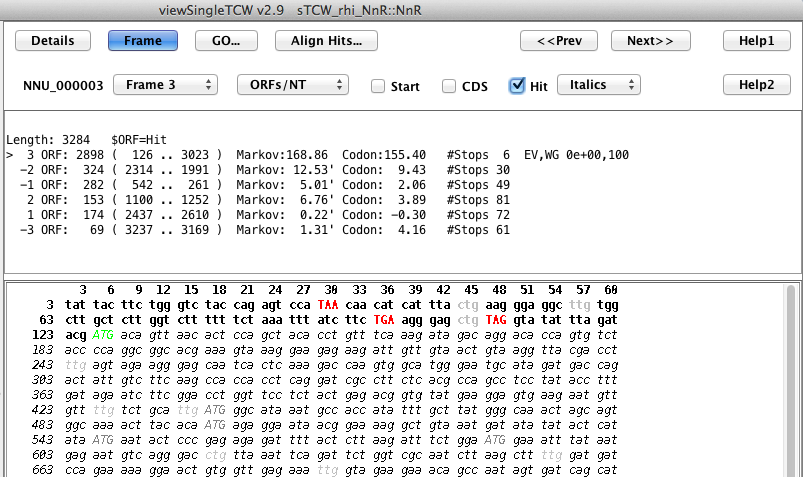 viewSingleTCW v2.9 sTCW_rhi_NnR::NnR
Details Frame GO... Align Hits... <<Prev Next>> Help1
NNU_000003 Frame 3 ORFs/NT Start CDS Hit Italics Help2
Length: 3284 $ORF=Hit
> 3 ORF: 2898 ( 126 .. 3023 ) Markov:168.86 Codon:155.40 #Stops 6 EV,WG 0e+00,100
-2 ORF: 324 ( 2314 .. 1991 ) Markov: 12.53' Codon: 9.43 #Stops 30
-1 ORF: 282 ( 542 .. 261 ) Markov: 5.01' Codon: 2.06 #Stops 49
2 ORF: 153 ( 1100 .. 1252 ) Markov: 6.76' Codon: 3.89 #Stops 81
1 ORF: 174 ( 2437 .. 2610 ) Markov: 0.22' Codon: -0.30 #Stops 72
-3 ORF: 69 ( 3237 .. 3169 ) Markov: 1.31' Codon: 4.16 #Stops 61
3 6 9 12 15 18 21 24 27 30 33 36 39 42 45 48 51 54 57 60
3 tat tac ttc tgg gtc tac cag agt cca TAA caa cat cat tta ctg aag gga ggc ttg tgg
63 ctt gct ctt ggt ctt ttt tct aaa ttt atc ttc TGA agg gag ctg TAG gta tat tta gat
123 acg ATG aca gtt aac act cca gct aca cct gtt aag ata gac agg aca cca gtg tct
183 acc cca ggc ggc acg aaa gta aag gaa gag aaa att gtt gta act gta agg tta cga cct
243 ttg agt aga agg gag caa tca ctc aaa gac caa gtg gca tgg gaa tgc ata gat gac cag
303 act att gtc ttc aag cca caa gat cgc ctt ctc acg cca gcc tcc tat acc ttt
363 gat aga atc ttc gga cct ggt tcc tct act gag acg gtg tat gaa gga gta aag aat
423 gtt ttg tct gca ttg ATG ggc ata aat gcc acc ata ttt gct tat ggg caa act agc agt
483 ggc aaa act tac aca ATG aga gga ata acg gaa aag gct gta aat gat ata tat act cat
543 ata ATG aat act ccc gag aga gat ttt act ctt aag att tct gga ATG gaa att tat aat
603 gag aat gtc agg gac ttg cta aat tct gat cgt ggc aat ctt aag ctt ttg gat gat
663 cca gaa aaa gga act gtg gtt gag aaa ttg gta gaa gaa aca gcc aat agt gat cag cat